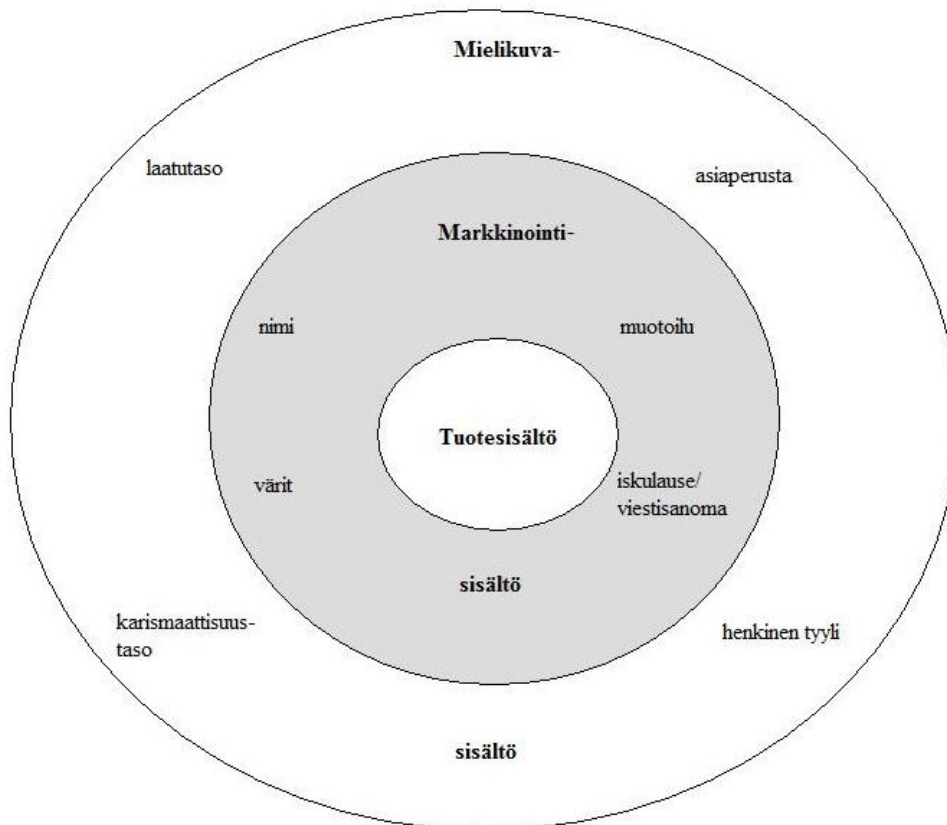 Mielikuva-
laatutaso
asiaperusta
Markkinointi-
nimi
muotoilu
Tuotesisältö
värit
iskulause/
viestisanoma
sisältö
karismaattisuus-
taso
henkinen tyyli
sisältö